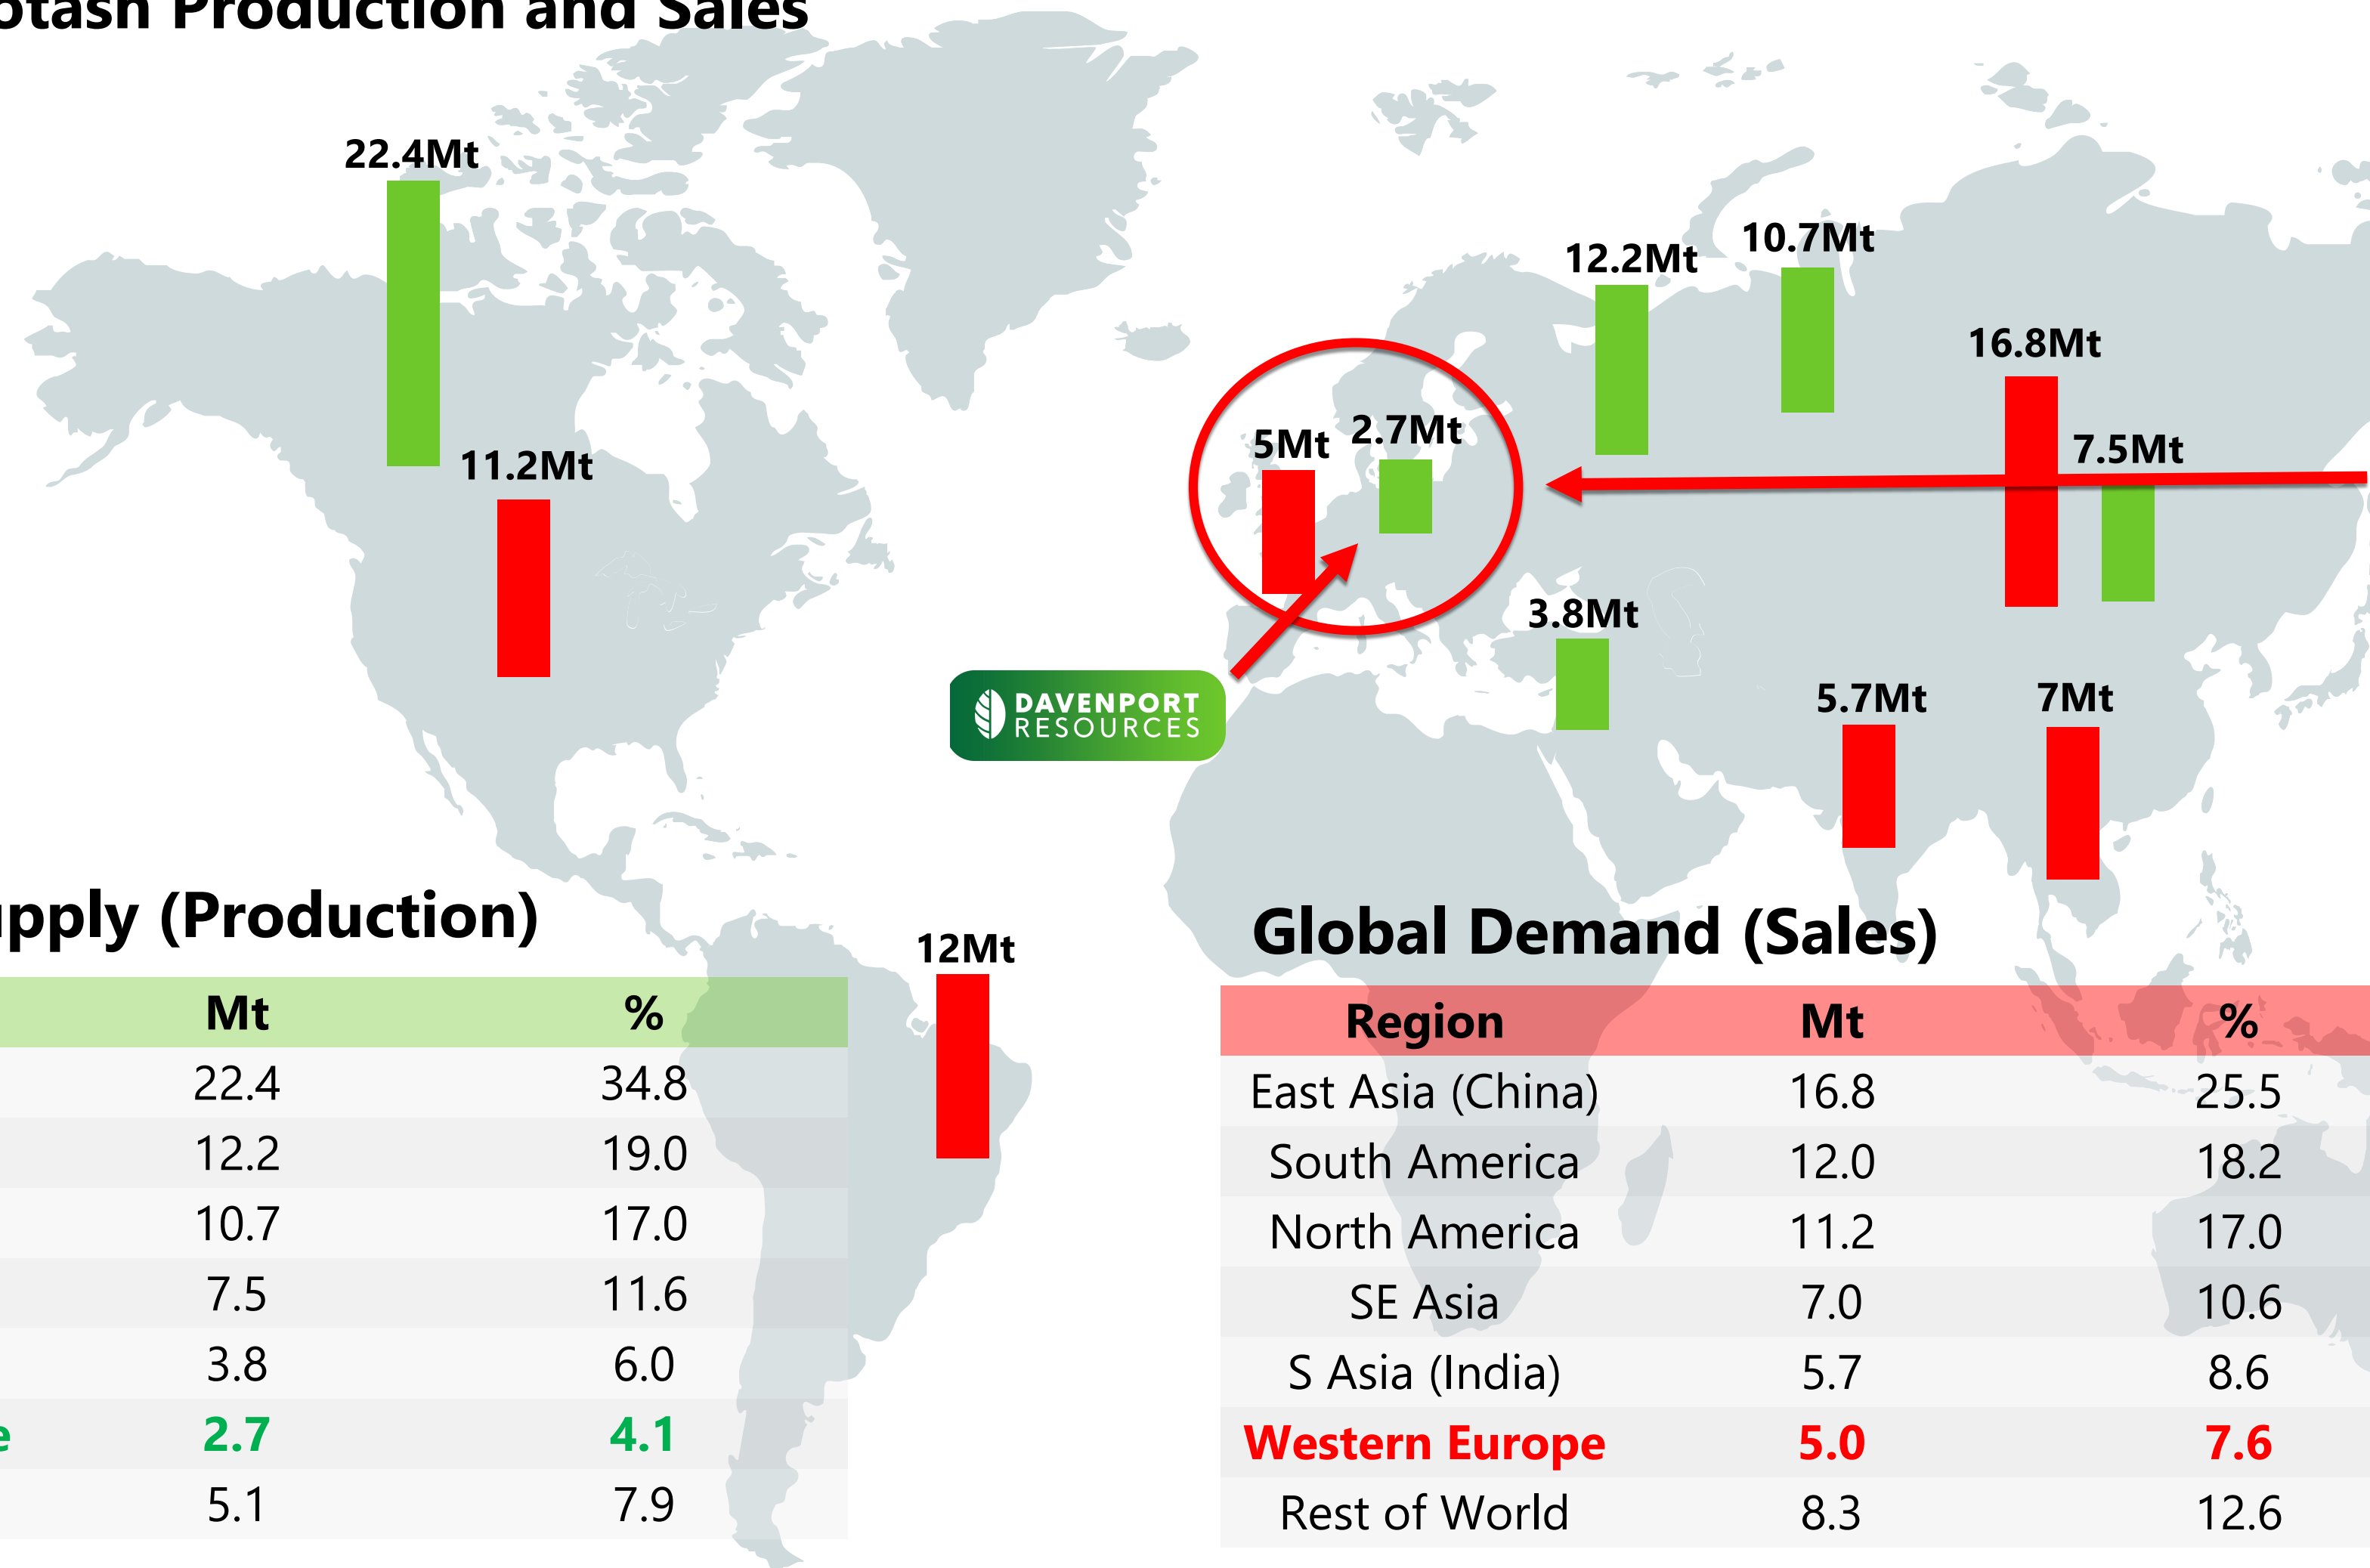 otash Production and Sales
22.4Mt
11.2Mt
12.2Mt
10.7Mt
16.8Mt
7.5Mt
5Mt
2.7Mt
3.8Mt
5.7Mt
7Mt
DAVENPORT
RESOURCES
12Mt
upply (Production)
Mt %
22.4 34.8
12.2 19.0
10.7 17.0
7.5 11.6
3.8 6.0
e 2.7 4.1
5.1 7.9
Global Demand (Sales)
Region Mt %
East Asia (China) 16.8 25.5
South America 12.0 18.2
North America 11.2 17.0
SE Asia 7.0 10.6
S Asia (India) 5.7 8.6
Western Europe 5.0 7.6
Rest of World 8.3 12.6